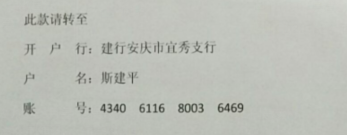 此款请转至
开 户 行：建行安庆市宜秀支行
户 名：斯建平
账 号：4340 6116 8003 6469